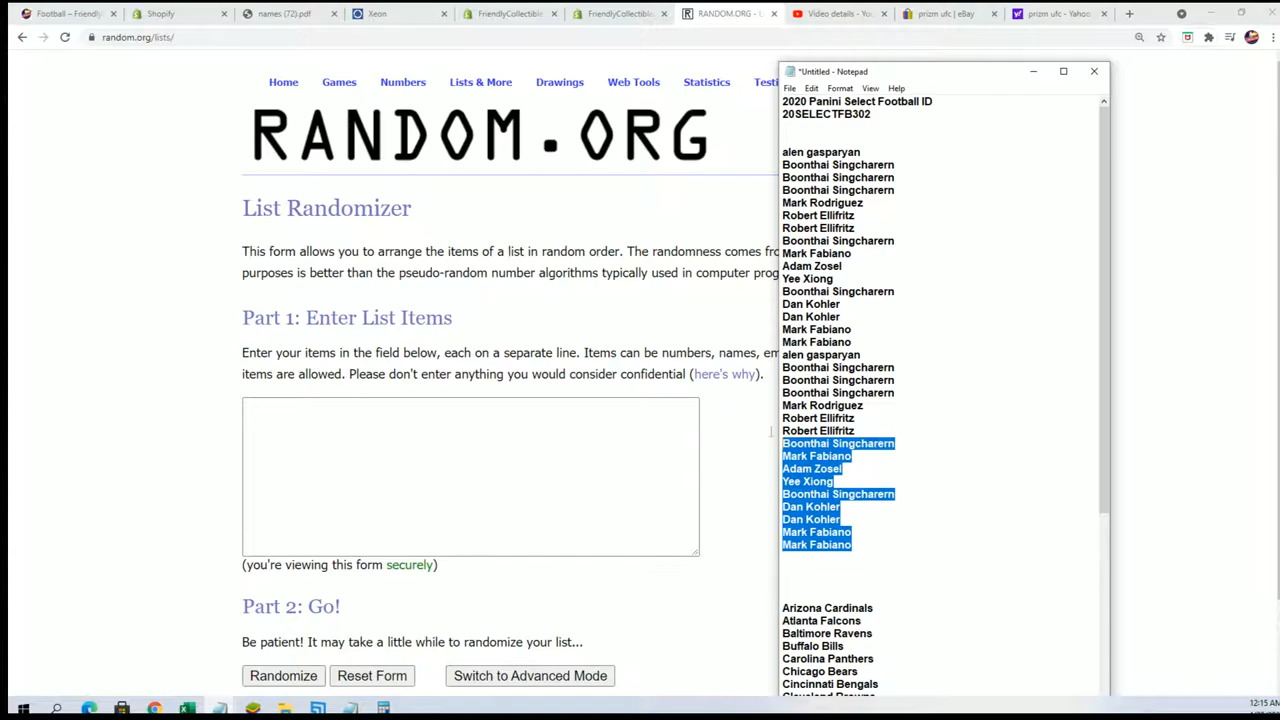 Football – Friendly
Shopify
names (72).pdf
Xeon
FriendlyCollectible
FriendlyCollectible
RANDOM.ORG - L
Video details - You
prizm ufc | eBay
prizm ufc - Yahoo
random.org/lists/
Home
Games
Numbers
Lists & More
Drawings
Web Tools
Statistics
Testi
RANDOM.ORG
List Randomizer
This form allows you to arrange the items of a list in random order. The randomness comes fro
purposes is better than the pseudo-random number algorithms typically used in computer prog
Part 1: Enter List Items
Enter your items in the field below, each on a separate line. Items can be numbers, names, em
items are allowed. Please don't enter anything you would consider confidential (here's why).
(you're viewing this form securely)
Part 2: Go!
Be patient! It may take a little while to randomize your list...
Randomize
Reset Form
Switch to Advanced Mode
*Untitled - Notepad
File Edit Format View Help
2020 Panini Select Football ID
20SELECTFB302
alen gasparyan
Boonthai Singcharern
Boonthai Singcharern
Boonthai Singcharern
Mark Rodriguez
Robert Ellifritz
Robert Ellifritz
Boonthai Singcharern
Mark Fabiano
Adam Zosel
Yee Xiong
Boonthai Singcharern
Dan Kohler
Dan Kohler
Mark Fabiano
Mark Fabiano
alen gasparyan
Boonthai Singcharern
Boonthai Singcharern
Boonthai Singcharern
Mark Rodriguez
Robert Ellifritz
Robert Ellifritz
Boonthai Singcharern
Mark Fabiano
Adam Zosel
Yee Xiong
Boonthai Singcharern
Dan Kohler
Dan Kohler
Mark Fabiano
Mark Fabiano
Arizona Cardinals
Atlanta Falcons
Baltimore Ravens
Buffalo Bills
Carolina Panthers
Chicago Bears
Cincinnati Bengals
Cleveland Browns
12:15 AM